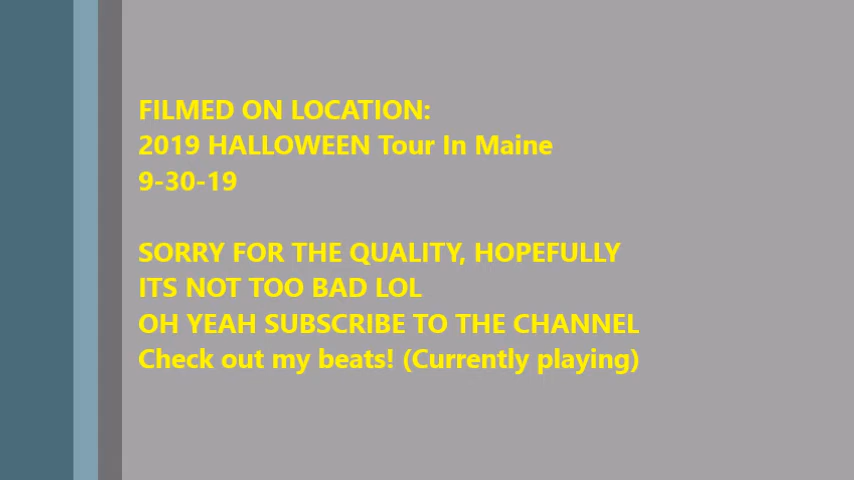 FILMED ON LOCATION:
2019 HALLOWEEN Tour In Maine
9-30-19
SORRY FOR THE QUALITY, HOPEFULLY
ITS NOT TOO BAD LOL
OH YEAH SUBSCRIBE TO THE CHANNEL
Check out my beats! (Currently playing)